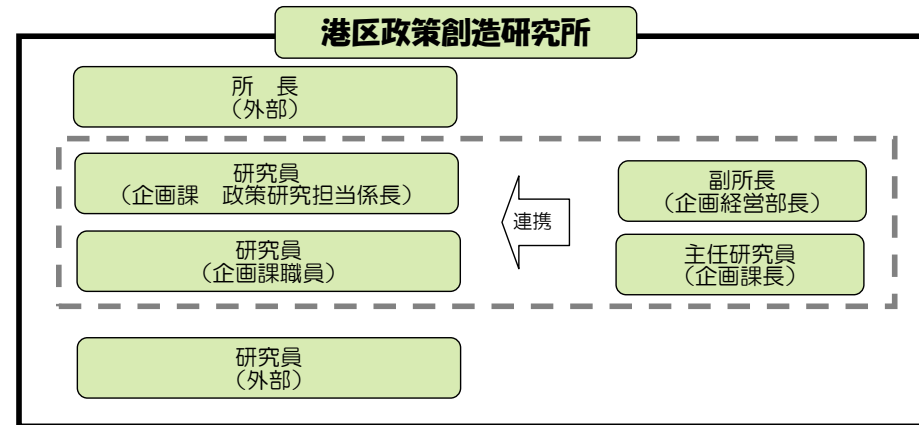 港区政策創造研究所
所　長
（外部）
研究員
（企画課　政策研究担当係長）
研究員
（企画課職員）
連携
副所長
（企画経営部長）
主任研究員
（企画課長）
研究員
（外部）